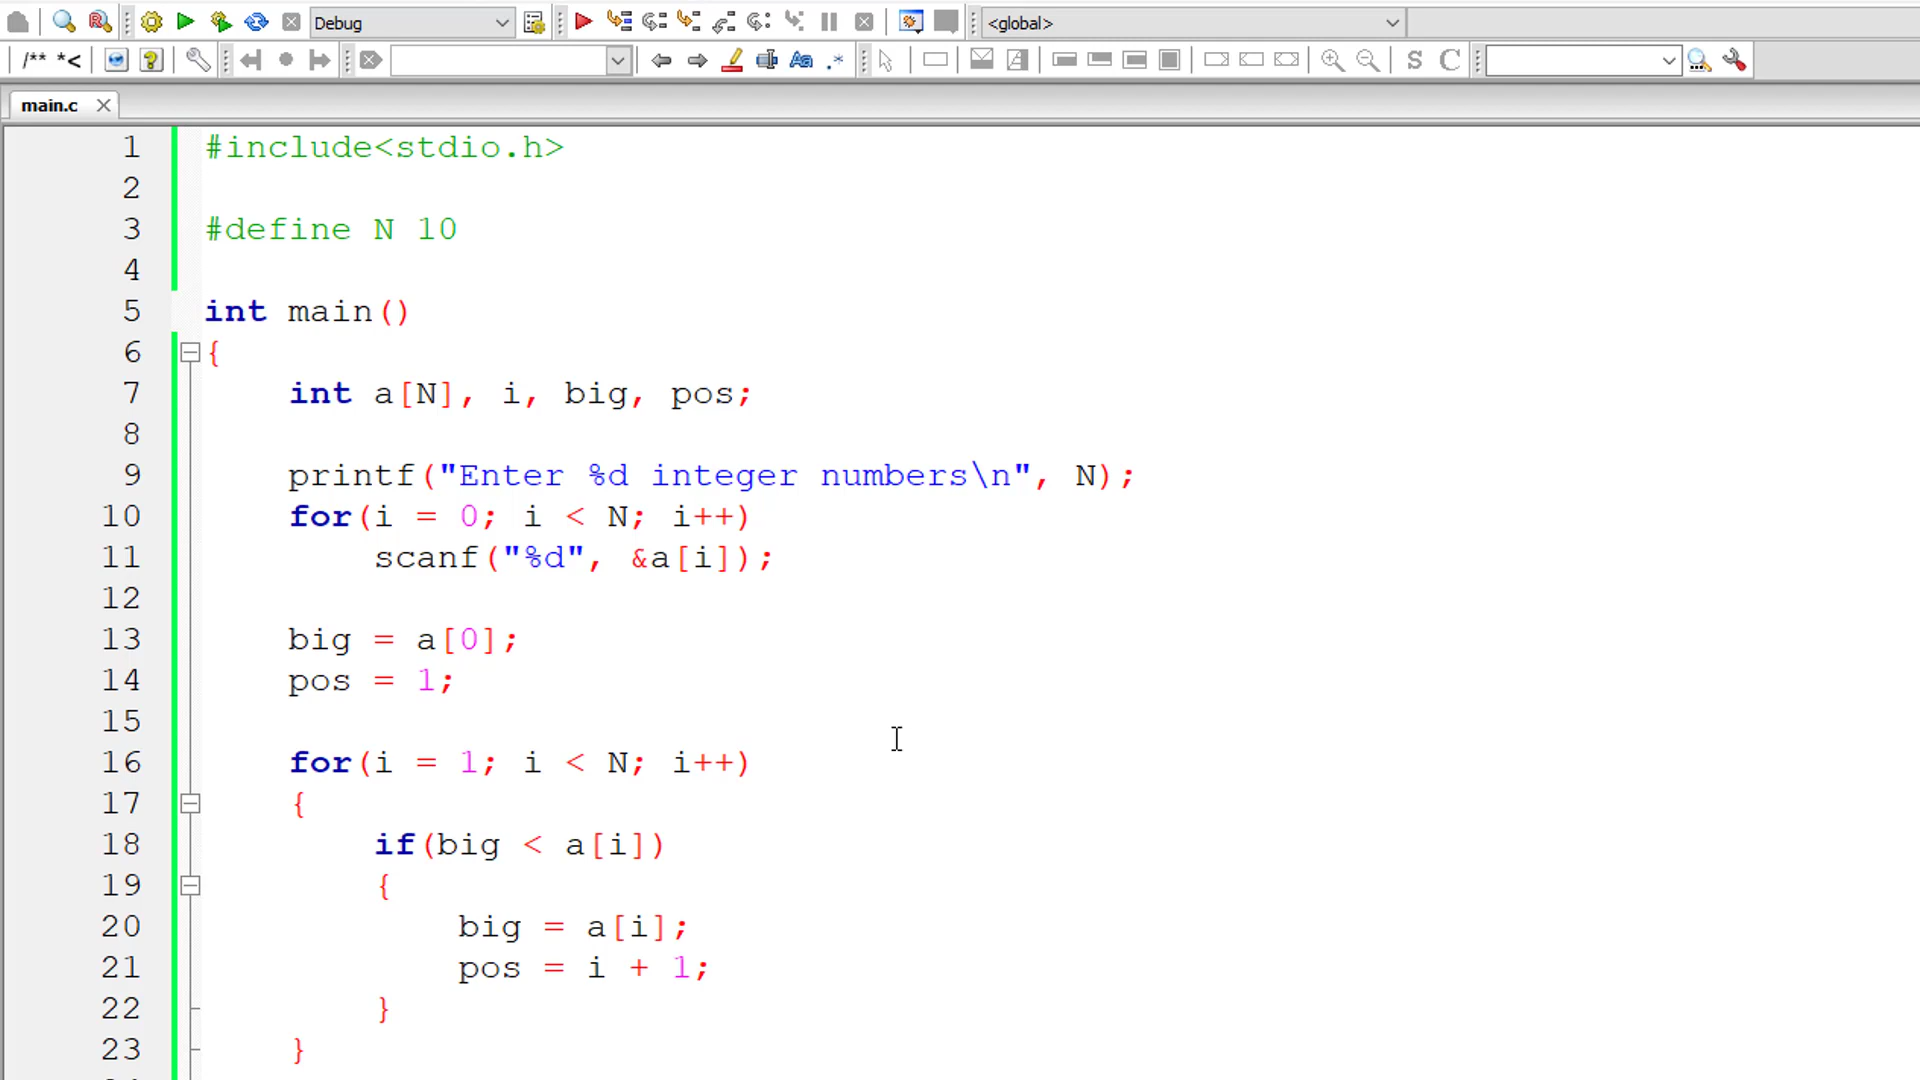 Debug
<global>
/** *<
Aa .*
S C
main.c
1 #include<stdio.h>
2
3 #define N 10
4
5 int main()
6 {
7 int a[N], i, big, pos;
8
9 printf("Enter %d integer numbers\n", N);
10 for(i = 0; i < N; i++)
11 scanf("%d", &a[i]);
12
13 big = a[0];
14 pos = 1;
15
16 for(i = 1; i < N; i++)
17 {
18 if(big < a[i])
19 {
20 big = a[i];
21 pos = i + 1;
22 }
23 }